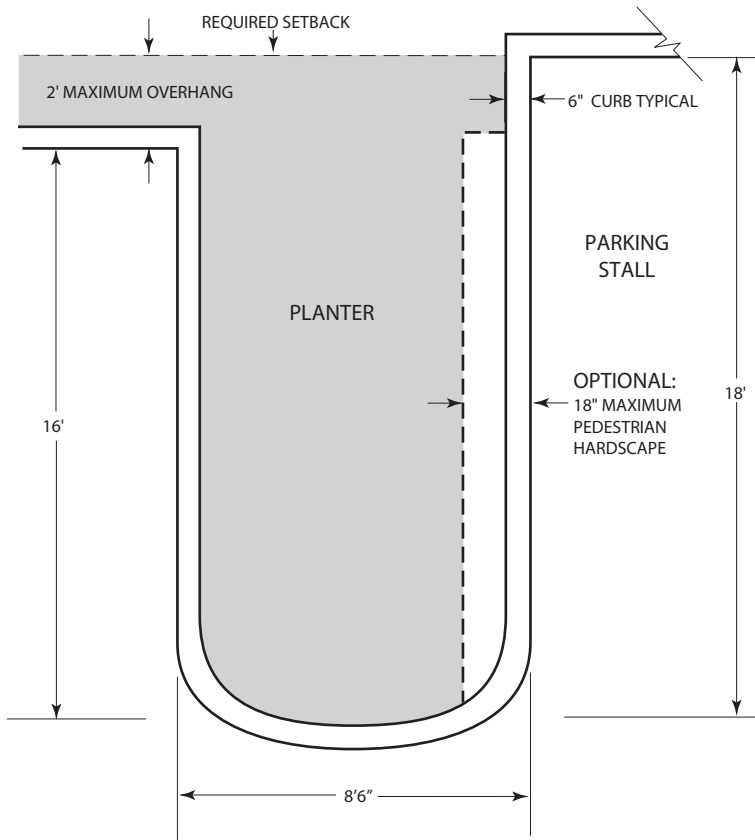 REQUIRED SETBACK
2' MAXIMUM OVERHANG
6" CURB TYPICAL
PARKING
STALL
PLANTER
OPTIONAL:
18" MAXIMUM
PEDESTRIAN
HARDSCAPE
18'
16'
8'6"